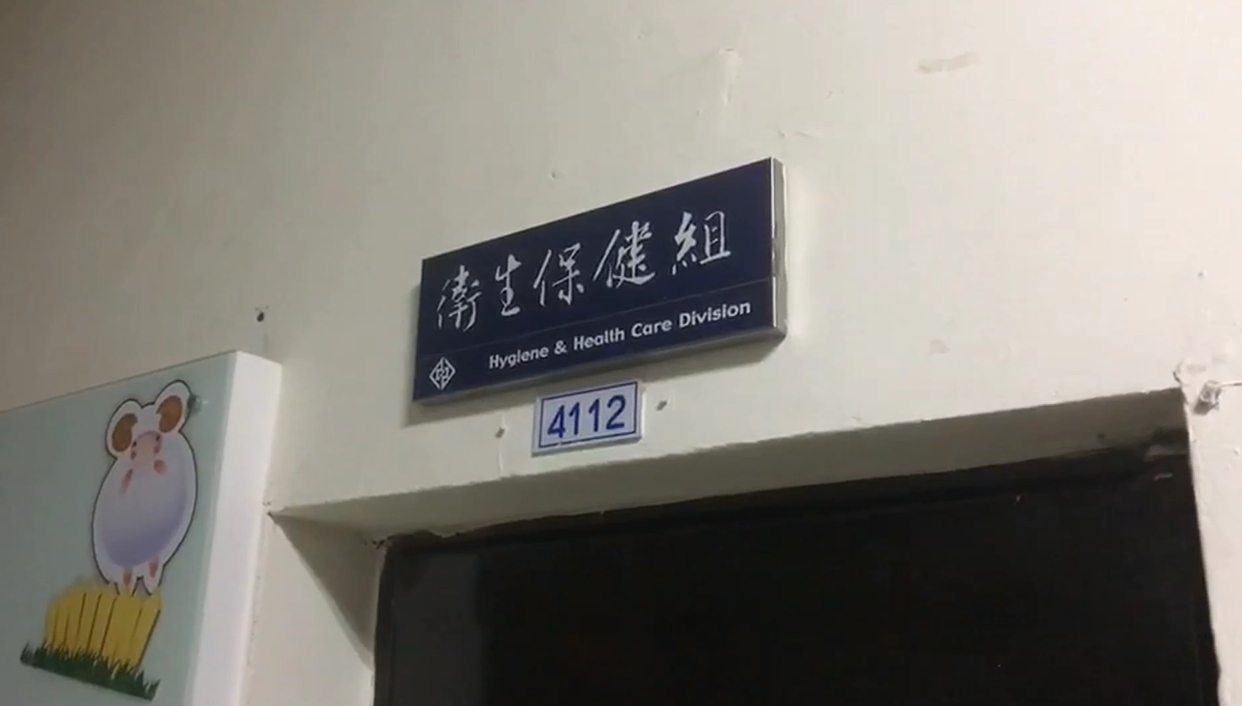 衛生保健組
Hygiene & Health Care Division
4112